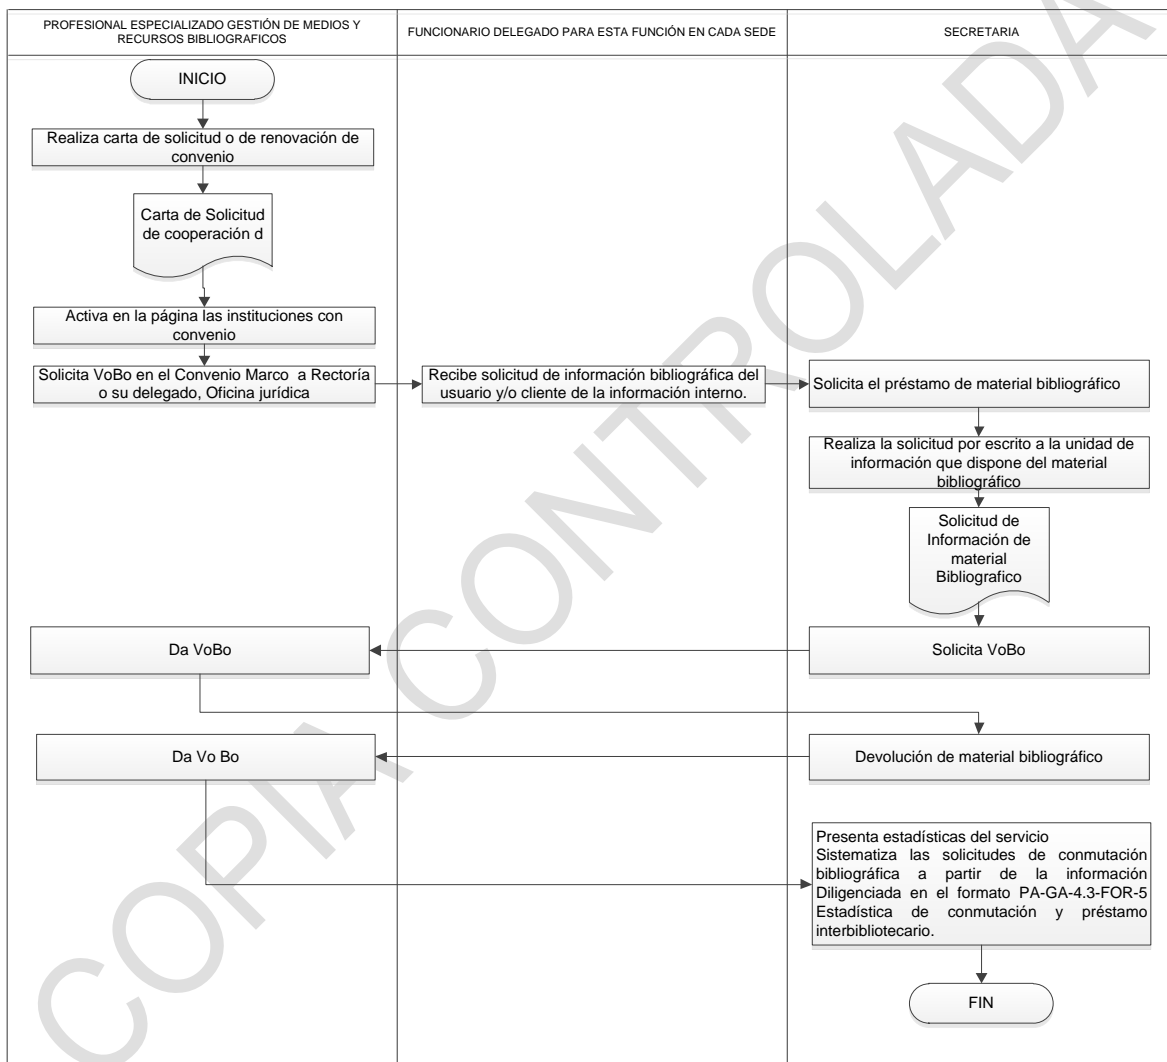 PROFESIONAL ESPECIALIZADO GESTIÓN DE MEDIOS Y
RECURSOS BIBLIOGRAFICOS
FUNCIONARIO DELEGADO PARA ESTA FUNCIÓN EN CADA SEDE
SECRETARIA
INICIO
Realiza carta de solicitud o de renovación de
convenio
Carta de Solicitud
de cooperación d
Activa en la página las instituciones con
convenio
Solicita VoBo en el Convenio Marco a Rectoría
o su delegado, Oficina jurídica
Recibe solicitud de información bibliográfica del
usuario y/o cliente de la información interno.
Solicita el préstamo de material bibliográfico
Realiza la solicitud por escrito a la unidad de
información que dispone del material
bibliográfico
Solicitud de
Información de
material
Bibliografico
Da VoBo
Solicita VoBo
Da Vo Bo
Devolución de material bibliográfico
Presenta estadísticas del servicio
Sistematiza las solicitudes de conmutación
bibliográfica a partir de la información
Diligenciada en el formato PA-GA-4.3-FOR-5
Estadística de conmutación y préstamo
interbibliotecario.
FIN
COPIA CONTROLADA